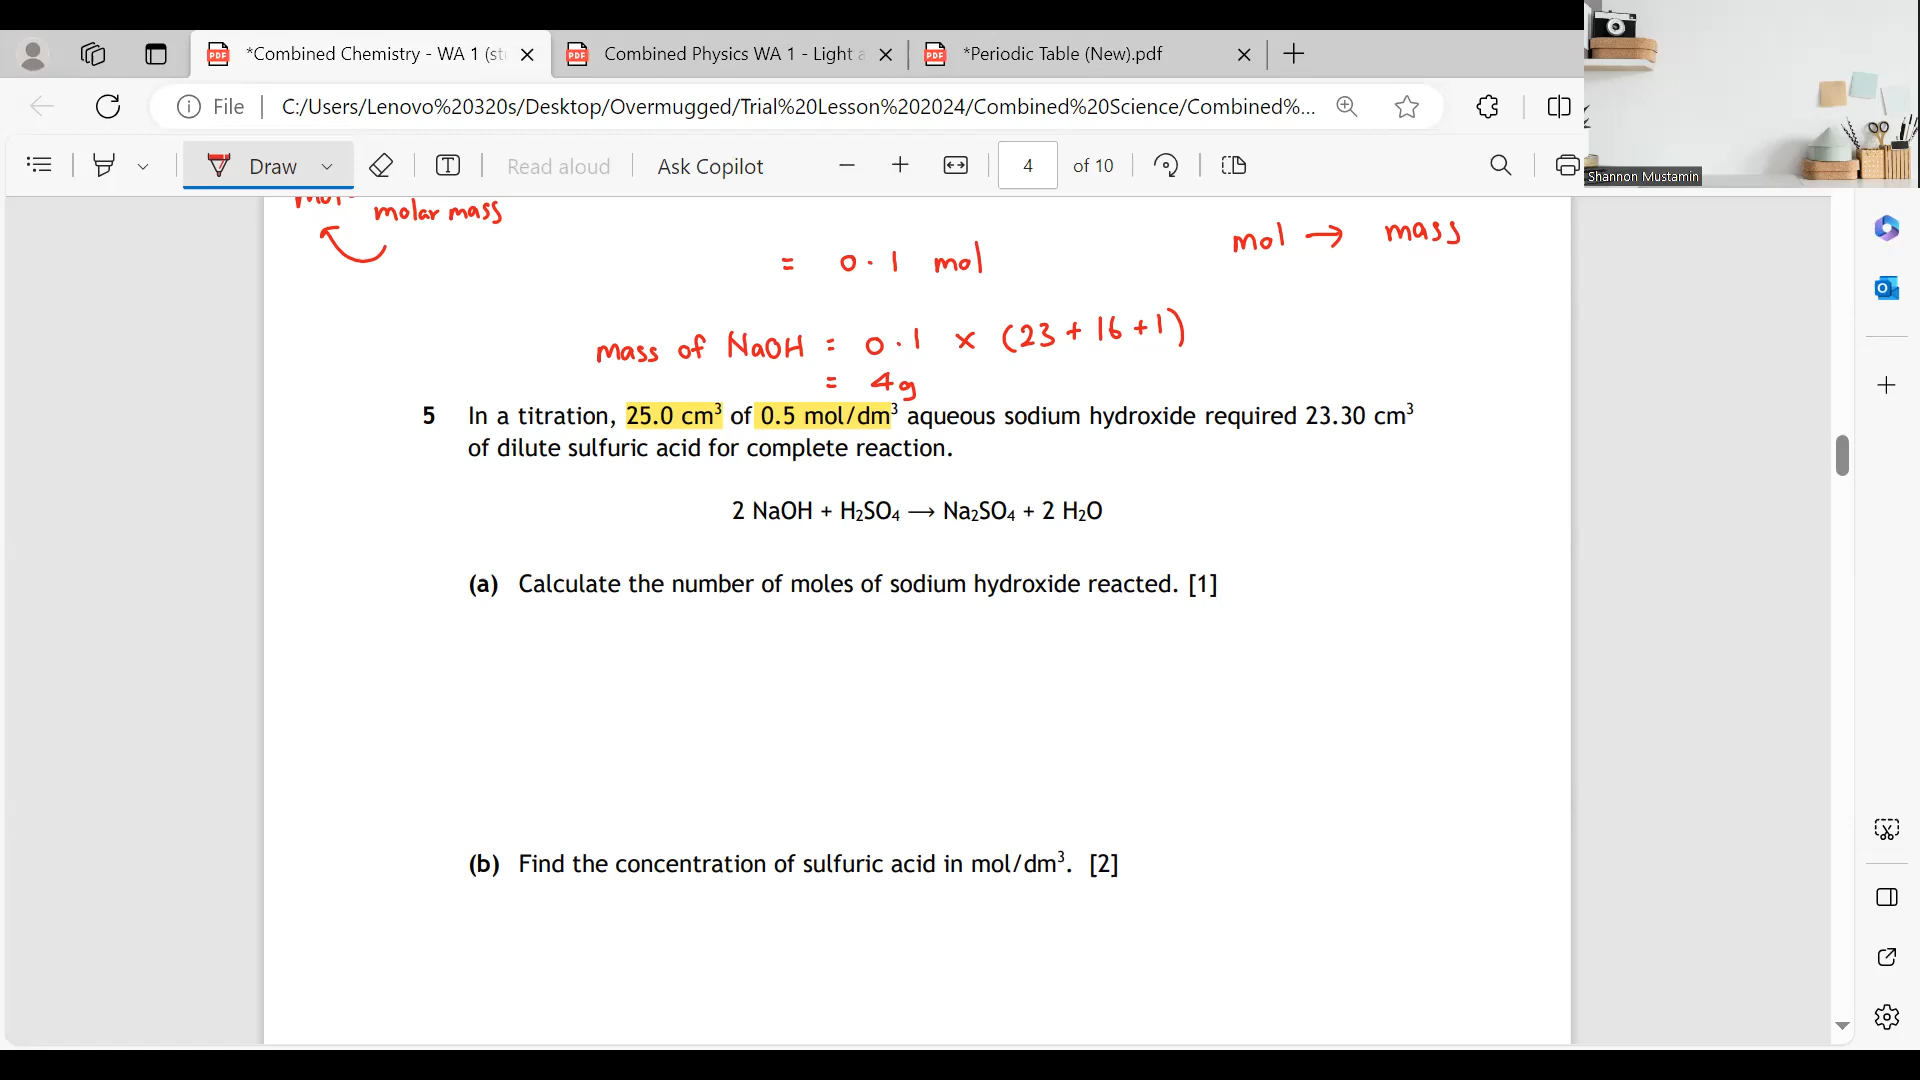 *Combined Chemistry - WA 1 (st
Combined Physics WA 1 - Light a
*Periodic Table (New).pdf
File
C:/Users/Lenovo%20320s/Desktop/Overmugged/Trial%20Lesson%202024/Combined%20Science/Combined%...
Draw
Read aloud
Ask Copilot
4 of 10
Shannon Mustamin
molar mass
= 0.1 mol
mol → mass
mass of NaOH = 0.1 x (23 + 16 + 1)
= 4g
5 In a titration, 25.0 cm³ of 0.5 mol/dm³ aqueous sodium hydroxide required 23.30 cm³
of dilute sulfuric acid for complete reaction.
2 NaOH + H₂SO₄ ⟶ Na₂SO₄ + 2 H₂O
(a) Calculate the number of moles of sodium hydroxide reacted. [1]
(b) Find the concentration of sulfuric acid in mol/dm³. [2]